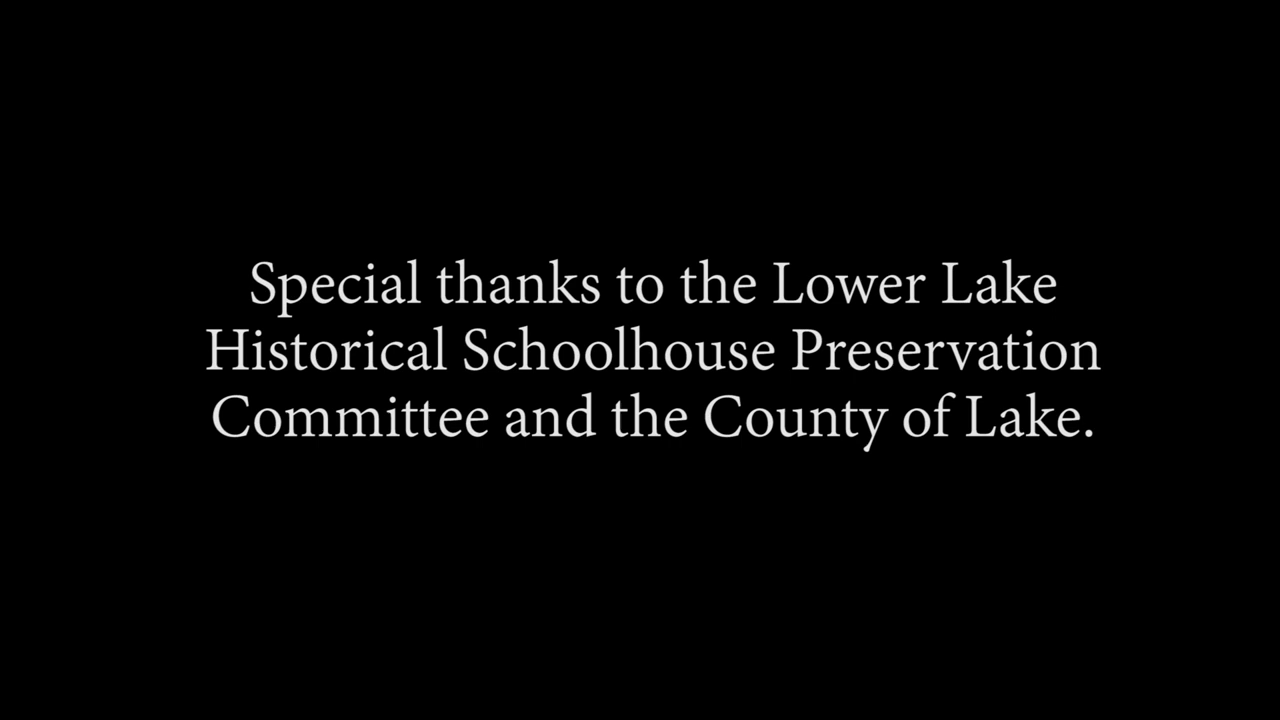 Special thanks to the Lower Lake
Historical Schoolhouse Preservation
Committee and the County of Lake.